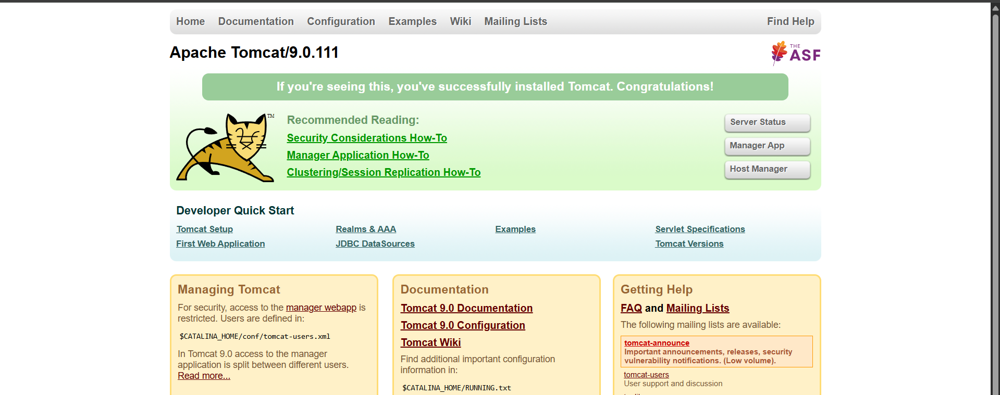 Home Documentation Configuration Examples Wiki Mailing Lists Find Help
Apache Tomcat/9.0.111
THE
ASF
If you're seeing this, you've successfully installed Tomcat. Congratulations!
TM
Recommended Reading:
Security Considerations How-To
Manager Application How-To
Clustering/Session Replication How-To
Server Status
Manager App
Host Manager
Developer Quick Start
Tomcat Setup
First Web Application
Realms & AAA
JDBC DataSources
Examples
Servlet Specifications
Tomcat Versions
Managing Tomcat
For security, access to the manager webapp is
restricted. Users are defined in:
$CATALINA_HOME/conf/tomcat-users.xml
In Tomcat 9.0 access to the manager
application is split between different users.
Read more...
Documentation
Tomcat 9.0 Documentation
Tomcat 9.0 Configuration
Tomcat Wiki
Find additional important configuration
information in:
$CATALINA_HOME/RUNNING.txt
Getting Help
FAQ and Mailing Lists
The following mailing lists are available:
tomcat-announce
Important announcements, releases, security
vulnerability notifications. (Low volume).
tomcat-users
User support and discussion